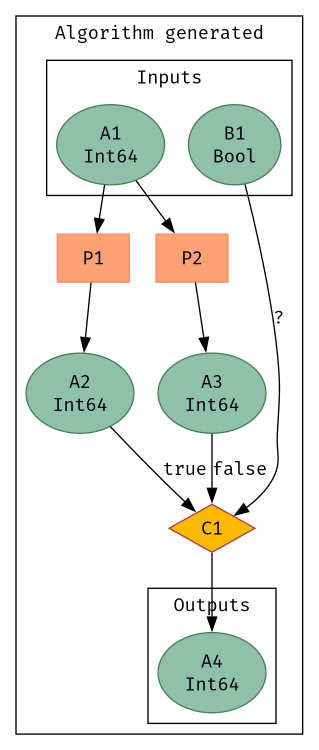 Algorithm generated
Inputs
A1
Int64
B1
Bool
P1
P2
?
A2
Int64
A3
Int64
true
false
C1
Outputs
A4
Int64